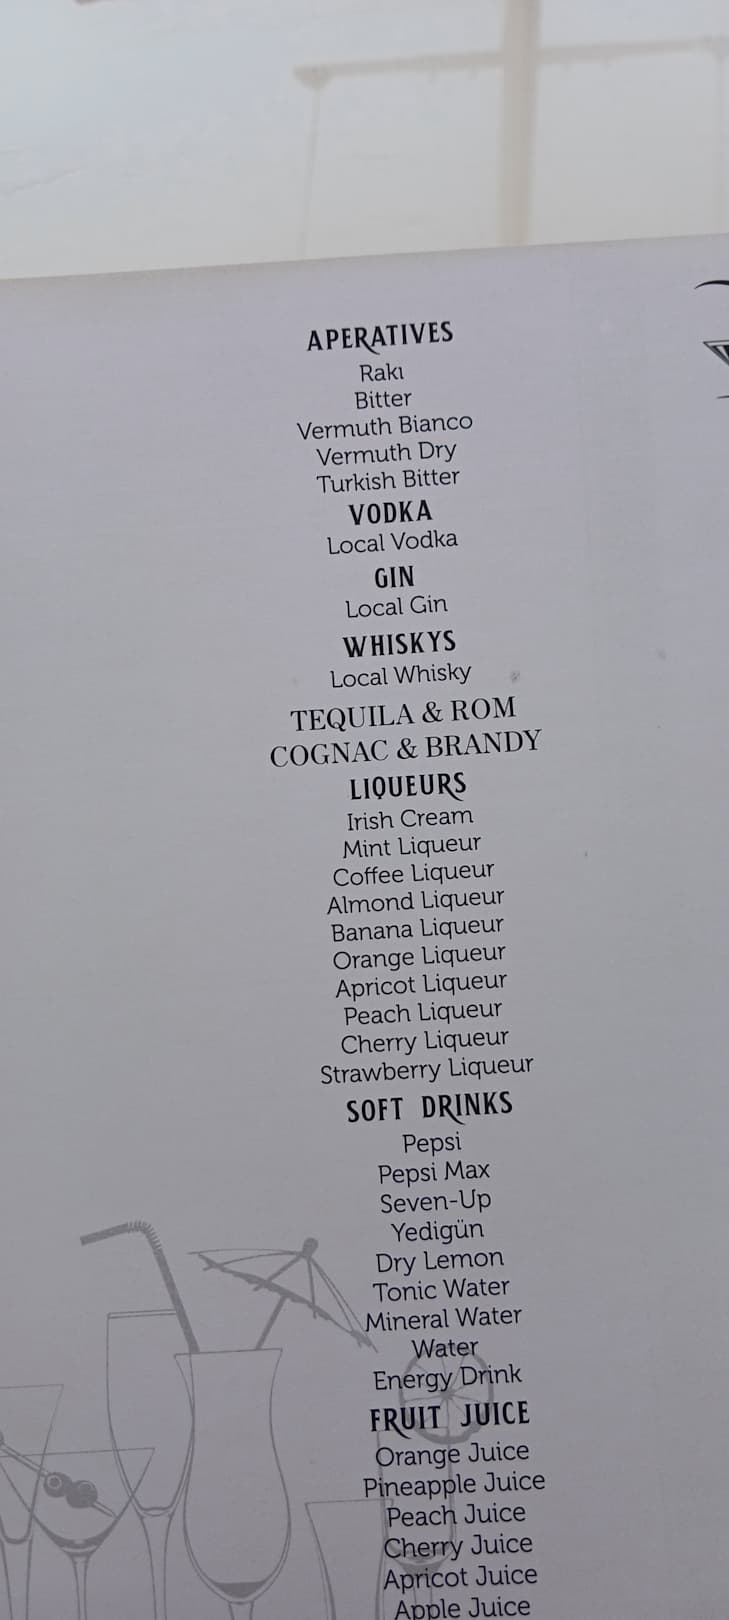 APERATIVES
Rakı
Bitter
Vermuth Bianco
Vermuth Dry
Turkish Bitter
VODKA
Local Vodka
GIN
Local Gin
WHISKYS
Local Whisky
TEQUILA & ROM
COGNAC & BRANDY
LIQUEURS
Irish Cream
Mint Liqueur
Coffee Liqueur
Almond Liqueur
Banana Liqueur
Orange Liqueur
Apricot Liqueur
Peach Liqueur
Cherry Liqueur
Strawberry Liqueur
SOFT DRINKS
Pepsi
Pepsi Max
Seven-Up
Yedigün
Dry Lemon
Tonic Water
Mineral Water
Water
Energy Drink
FRUIT JUICE
Orange Juice
Pineapple Juice
Peach Juice
Cherry Juice
Apricot Juice
Apple Juice